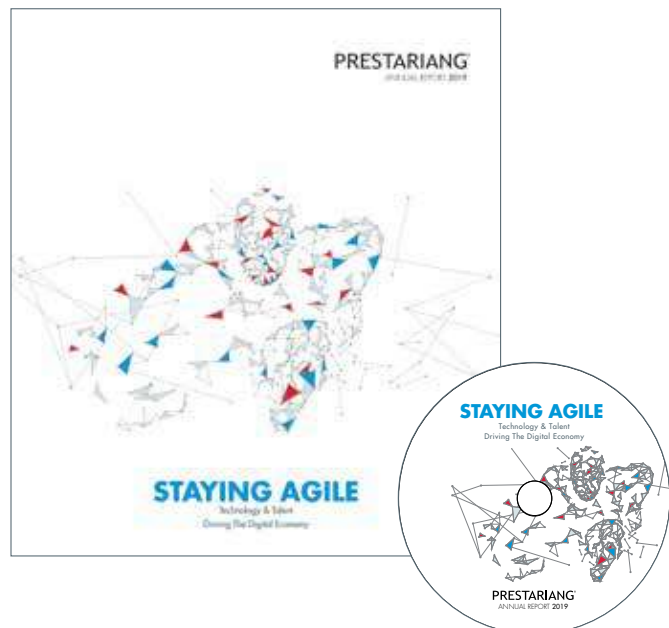 PRESTARIANG
ANNUAL REPORT 2019
STAYING AGILE
Technology & Talent
Driving The Digital Economy
STAYING AGILE
Technology & Talent
Driving The Digital Economy
PRESTARIANG
ANNUAL REPORT 2019